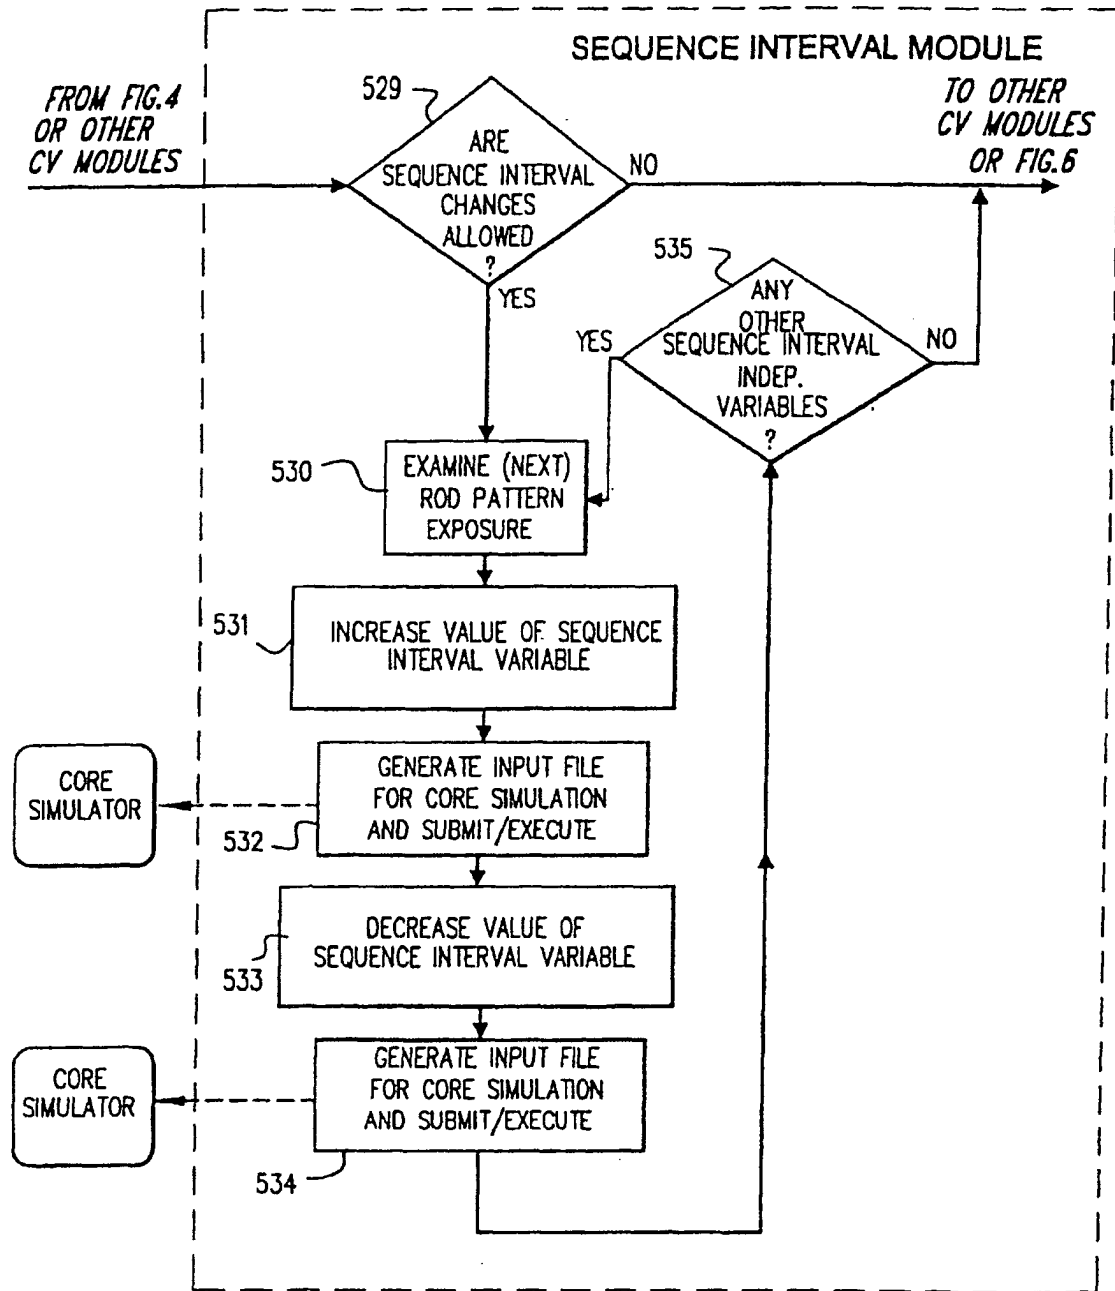 SEQUENCE INTERVAL MODULE
FROM FIG.4
OR OTHER
CV MODULES
529
ARE
SEQUENCE INTERVAL
CHANGES
ALLOWED
?
NO
YES
TO OTHER
CV MODULES
OR FIG.6
535
ANY
OTHER
SEQUENCE INTERVAL
INDEP.
VARIABLES
?
YES
NO
530
EXAMINE (NEXT)
ROD PATTERN
EXPOSURE
531
INCREASE VALUE OF SEQUENCE
INTERVAL VARIABLE
CORE
SIMULATOR
532
GENERATE INPUT FILE
FOR CORE SIMULATION
AND SUBMIT/EXECUTE
533
DECREASE VALUE OF
SEQUENCE INTERVAL VARIABLE
CORE
SIMULATOR
GENERATE INPUT FILE
FOR CORE SIMULATION
AND SUBMIT/EXECUTE
534